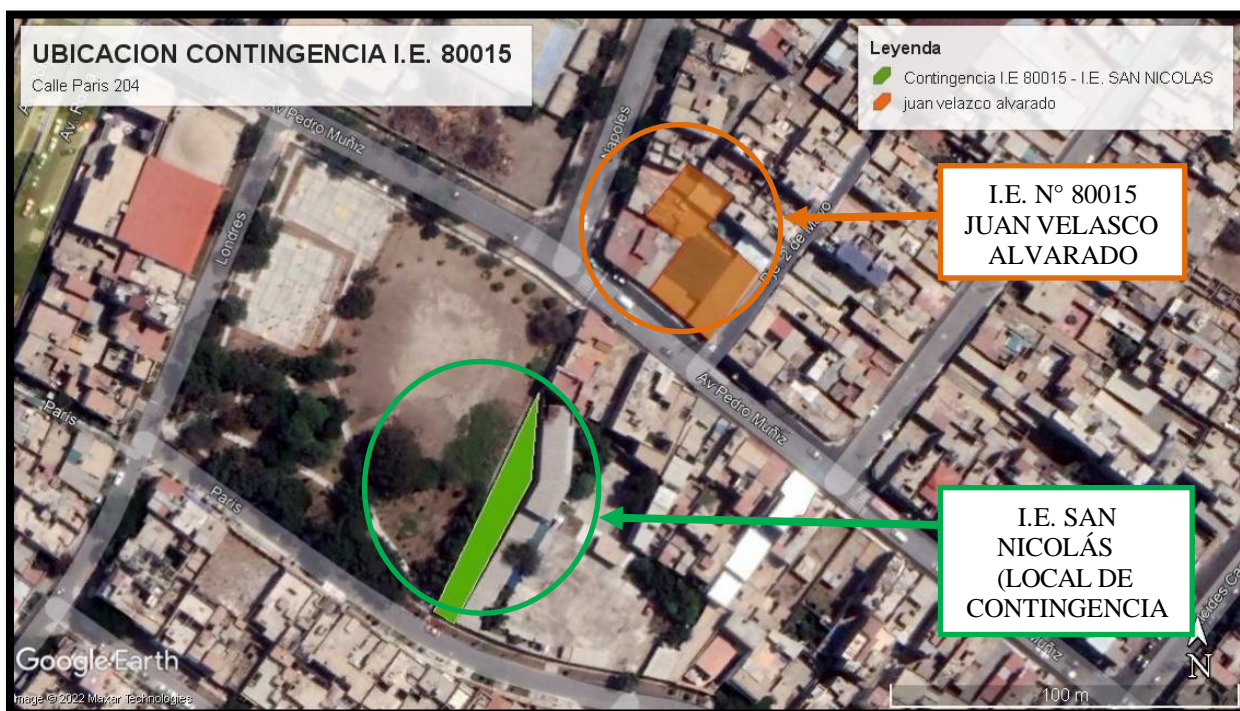 UBICACION CONTINGENCIA I.E. 80015
Calle Paris 204
Leyenda
Contingencia I.E 80015 - I.E. SAN NICOLAS
juan velazco alvarado
Av Pedro Muñiz
Napoles
Londres
I.E. N° 80015
JUAN VELASCO
ALVARADO
2 de Mayo
Paris
Av Pedro Muñiz
Paris
I.E. SAN
NICOLÁS
(LOCAL DE
CONTINGENCIA
Muñiz
N
Google Earth
Image © 2022 Maxar Technologies
100 m